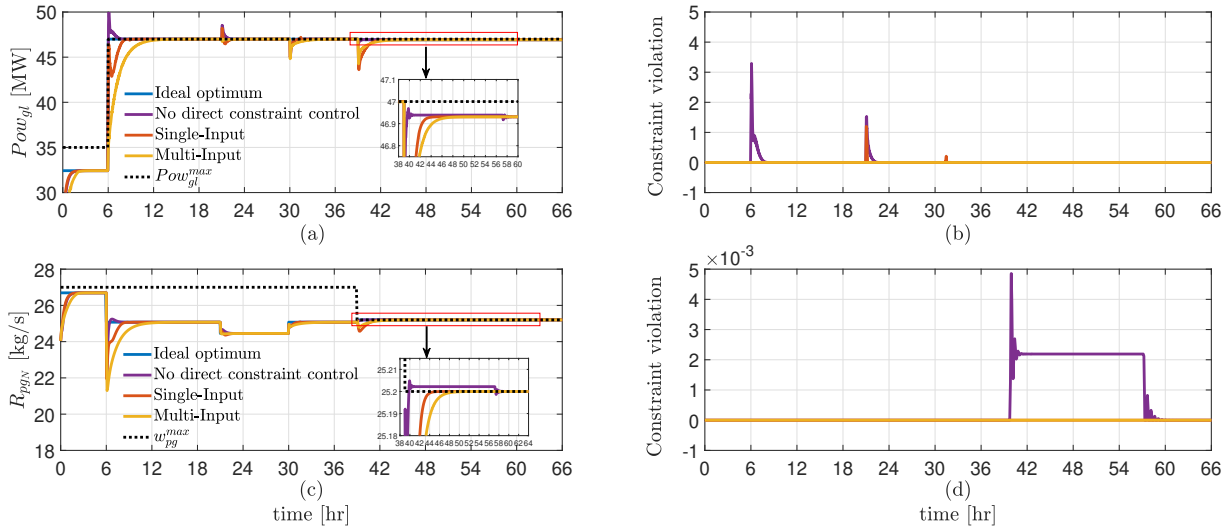 50
45
40
35
30
Pow_gl [MW]
Ideal optimum
No direct constraint control
Single-Input
Multi-Input
Pow_gl^max
47.1
47
46.9
46.8
38 40 42 44 46 48 50 52 54 56 58 60
0 6 12 18 24 30 36 42 48 54 60 66
(a)
5
4
3
2
1
0
-1
Constraint violation
0 6 12 18 24 30 36 42 48 54 60 66
(b)
28
26
24
22
20
18
R_pgN [kg/s]
Ideal optimum
No direct constraint control
Single-Input
Multi-Input
w_pg^max
25.21
25.2
25.19
25.18
38 40 42 44 46 48 50 52 54 56 58 60 62 64
0 6 12 18 24 30 36 42 48 54 60 66
(c)
time [hr]
×10^-3
5
4
3
2
1
0
-1
Constraint violation
0 6 12 18 24 30 36 42 48 54 60 66
(d)
time [hr]